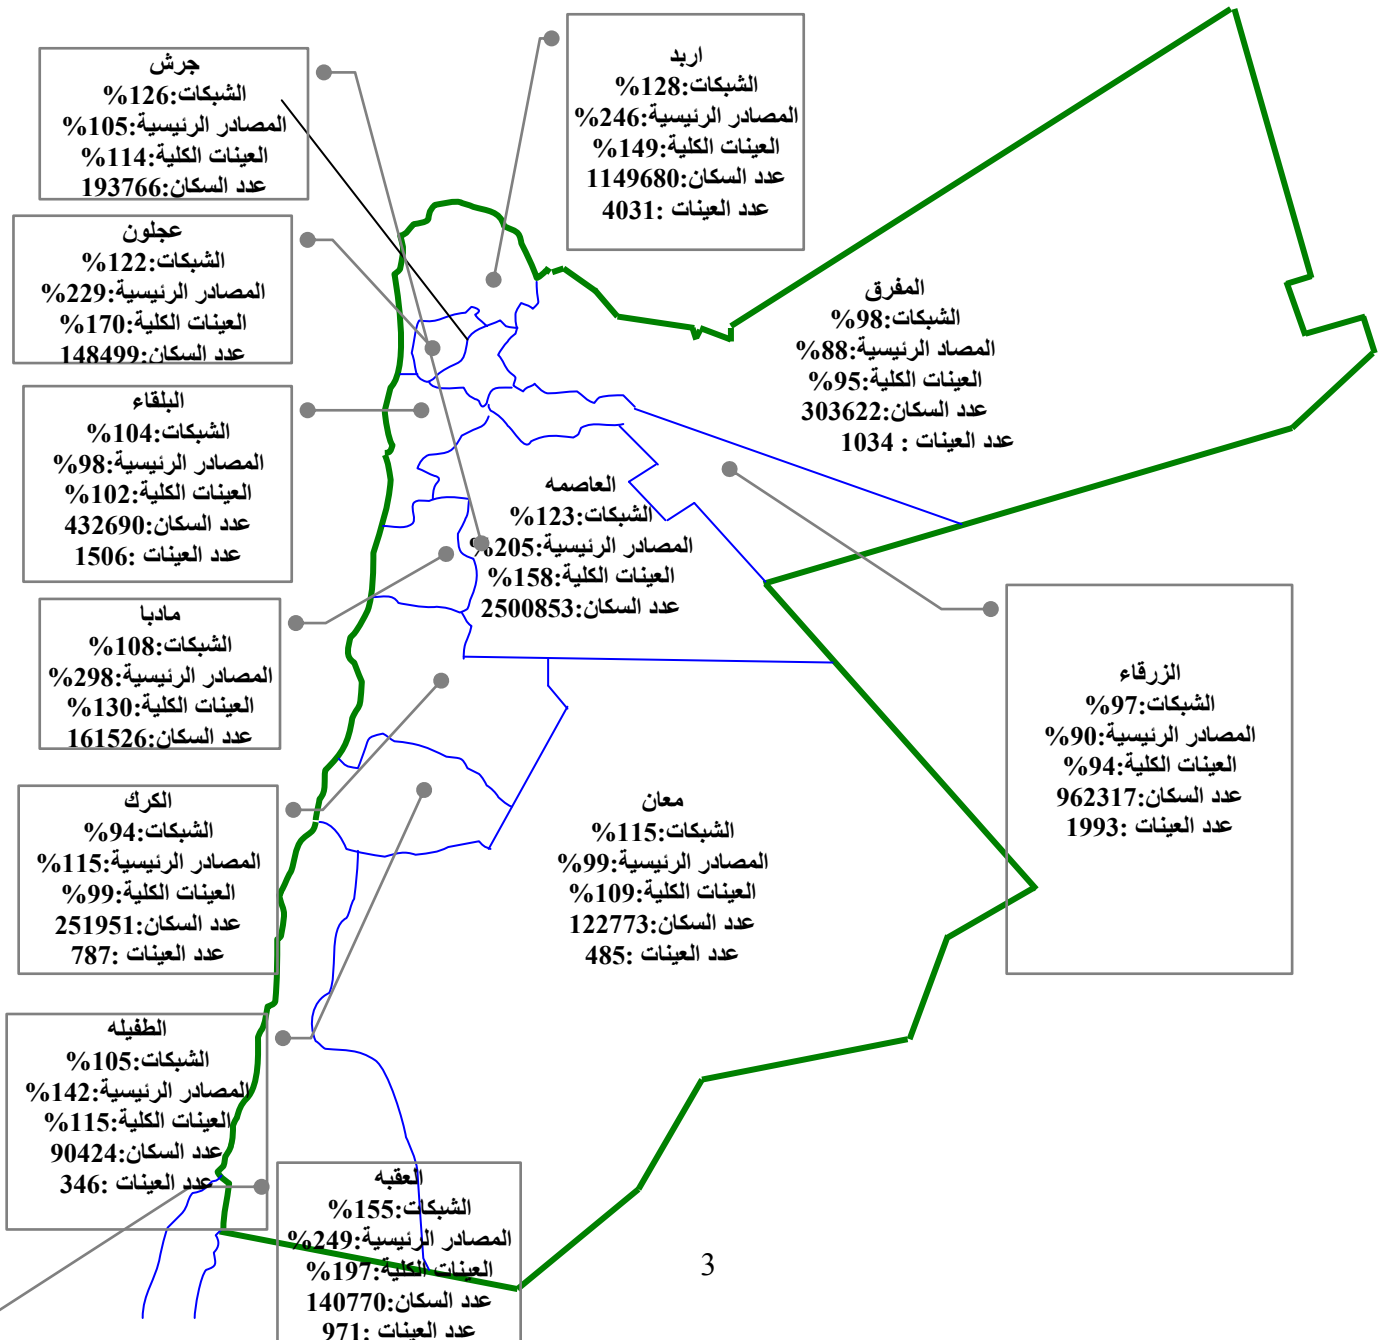 جرش
الشبكات:126%
المصادر الرئيسية:105%
العينات الكلية:114%
عدد السكان:193766
اربد
الشبكات:128%
المصادر الرئيسية:246%
العينات الكلية:149%
عدد السكان:1149680
عدد العينات :4031
عجلون
الشبكات:122%
المصادر الرئيسية:229%
العينات الكلية:170%
عدد السكان:148499
المفرق
الشبكات:98%
المصاد الرئيسية:88%
العينات الكلية:95%
عدد السكان:303622
عدد العينات : 1034
البلقاء
الشبكات:104%
المصادر الرئيسية:98%
العينات الكلية:102%
عدد السكان:432690
عدد العينات :1506
العاصمه
الشبكات:123%
المصادر الرئيسية:205%
العينات الكلية:158%
عدد السكان:2500853
مادبا
الشبكات:108%
المصادر الرئيسية:298%
العينات الكلية:130%
عدد السكان:161526
الزرقاء
الشبكات:97%
المصادر الرئيسية:90%
العينات الكلية:94%
عدد السكان:962317
عدد العينات :1993
الكرك
الشبكات:94%
المصادر الرئيسية:115%
العينات الكلية:99%
عدد السكان:251951
عدد العينات :787
معان
الشبكات:115%
المصادر الرئيسية:99%
العينات الكلية:109%
عدد السكان:122773
عدد العينات :485
الطفيله
الشبكات:105%
المصادر الرئيسية:142%
العينات الكلية:115%
عدد السكان:90424
عدد العينات :346
العقبه
الشبكات:155%
المصادر الرئيسية:249%
العينات الكلية:197%
عدد السكان:140770
عدد العينات :971
3